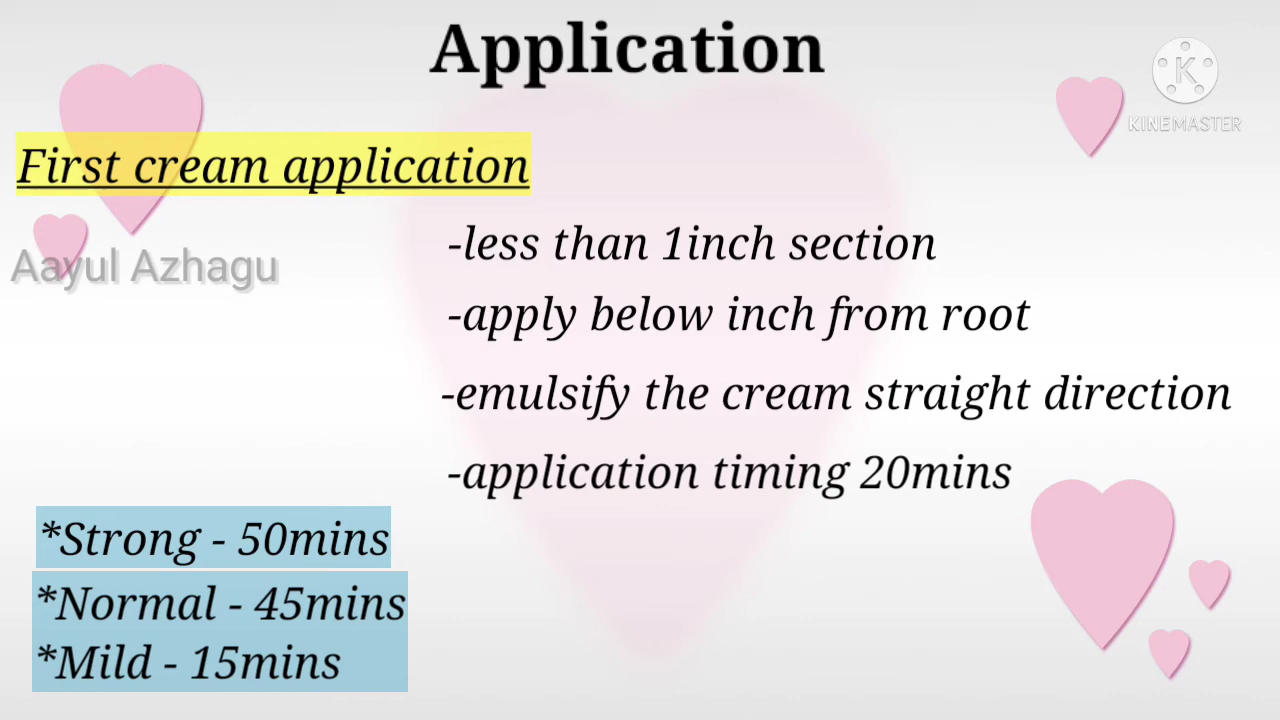 Application
KINEMASTER
First cream application
-less than 1inch section
Aayul Azhagu
-apply below inch from root
-emulsify the cream straight direction
-application timing 20mins
*Strong - 50mins
*Normal - 45mins
*Mild - 15mins